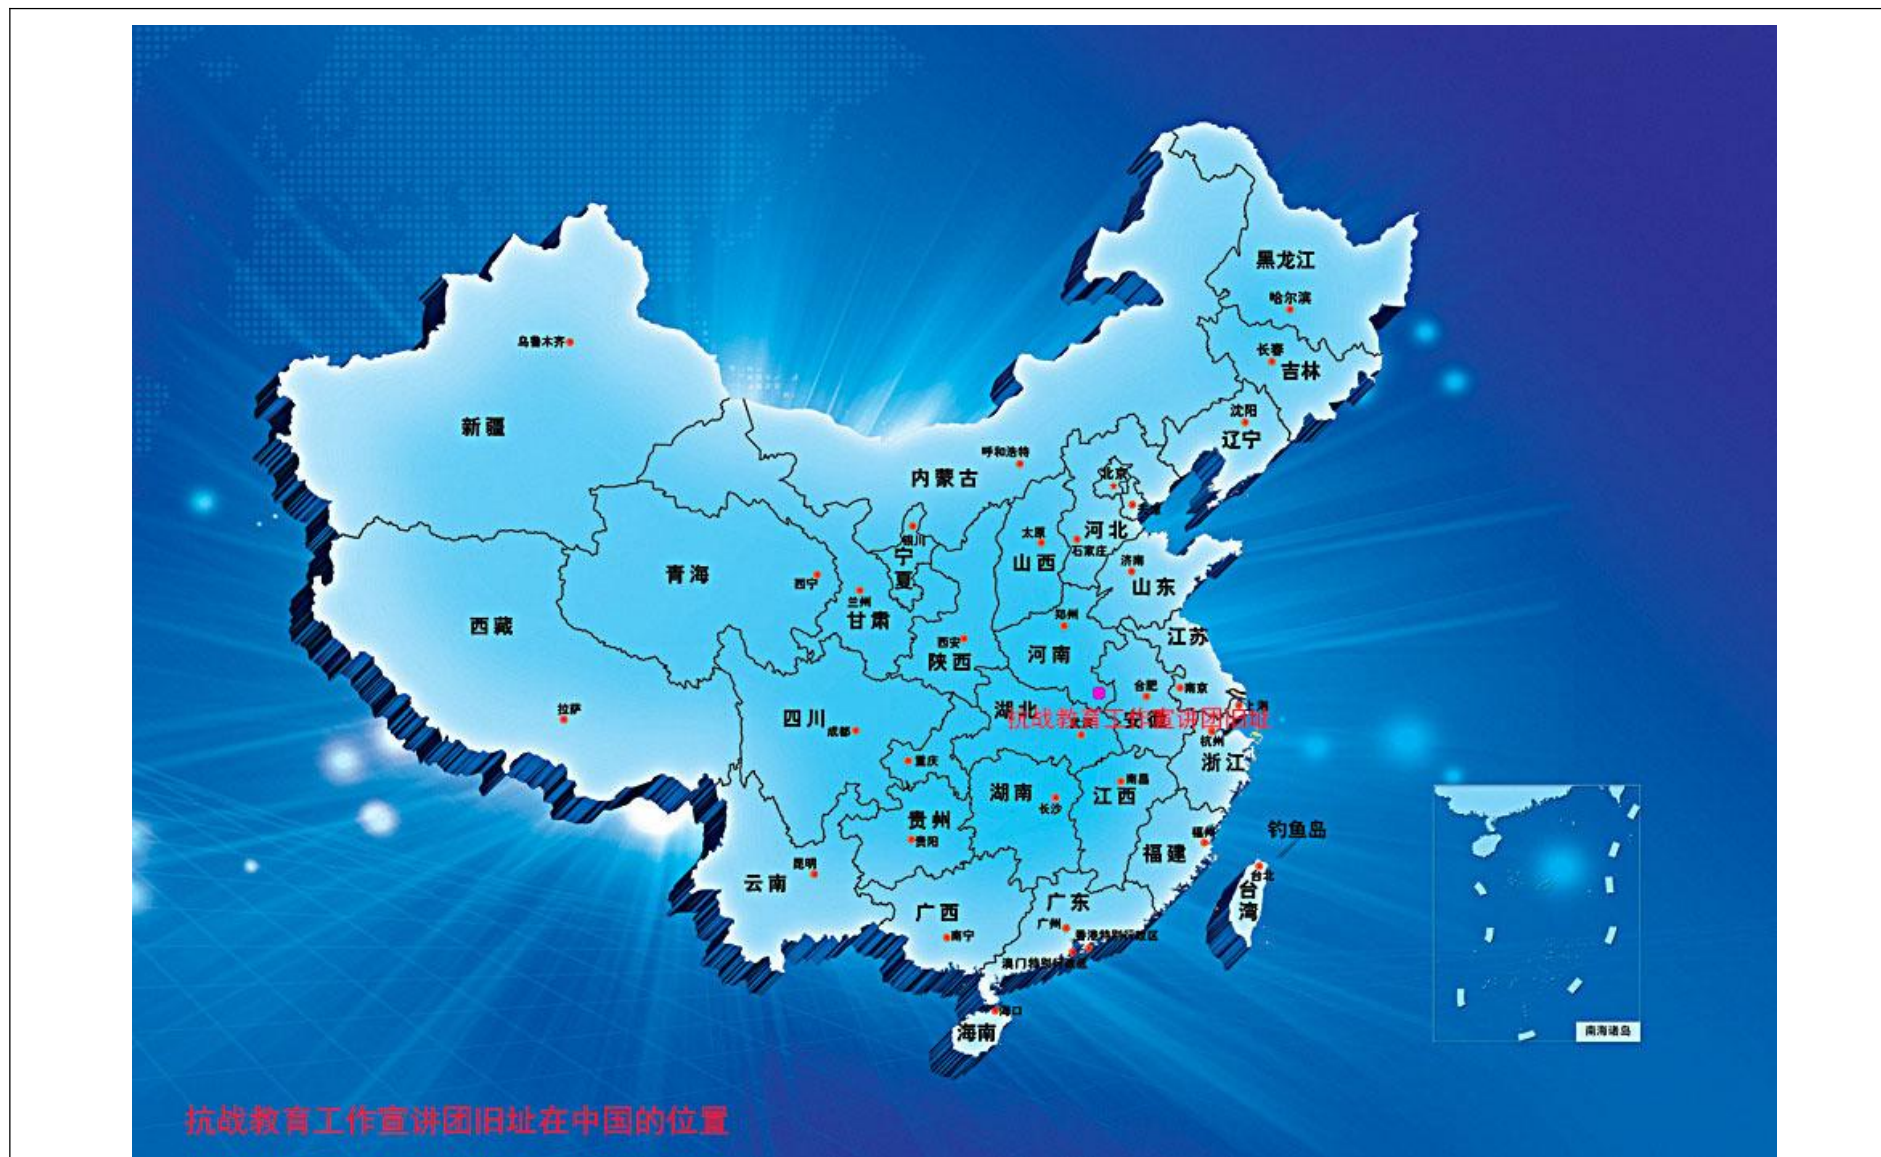 黑龙江
哈尔滨
乌鲁木齐
长春
吉林
沈阳
新疆
辽宁
呼和浩特
内蒙古
北京
天津
银川
太原
河北
石家庄
宁夏
山西
济南
青海
西宁
山东
兰州
甘肃
郑州
西藏
江苏
西安
河南
陕西
合肥
南京
拉萨
湖北
上海
四川
抗战教育工作宣讲团旧址
安徽
成都
杭州
重庆
浙江
南昌
湖南
江西
长沙
贵州
福州
钓鱼岛
贵阳
福建
昆明
台北
云南
台湾
广东
广西
广州
南宁
香港特别行政区
澳门特别行政区
海口
海南
南海诸岛
抗战教育工作宣讲团旧址在中国的位置